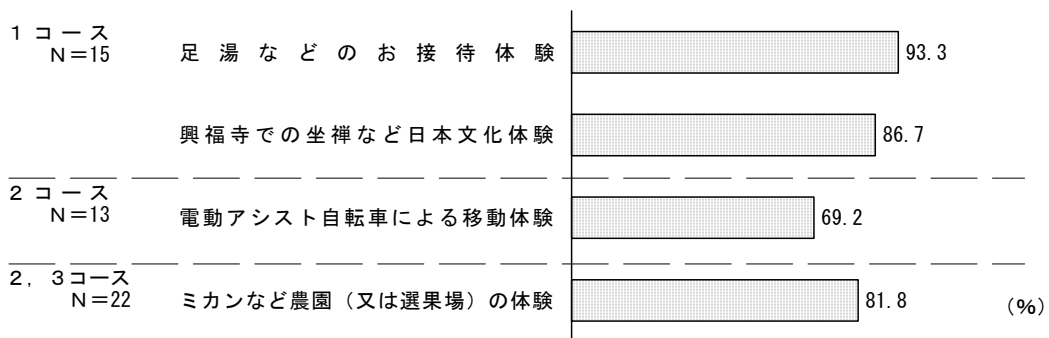 1コース
N=15
足湯などのお接待体験
93.3
興福寺での坐禅など日本文化体験
86.7
2コース
N=13
電動アシスト自転車による移動体験
69.2
2,3コース
N=22
ミカンなど農園(又は選果場)の体験
81.8
(%)